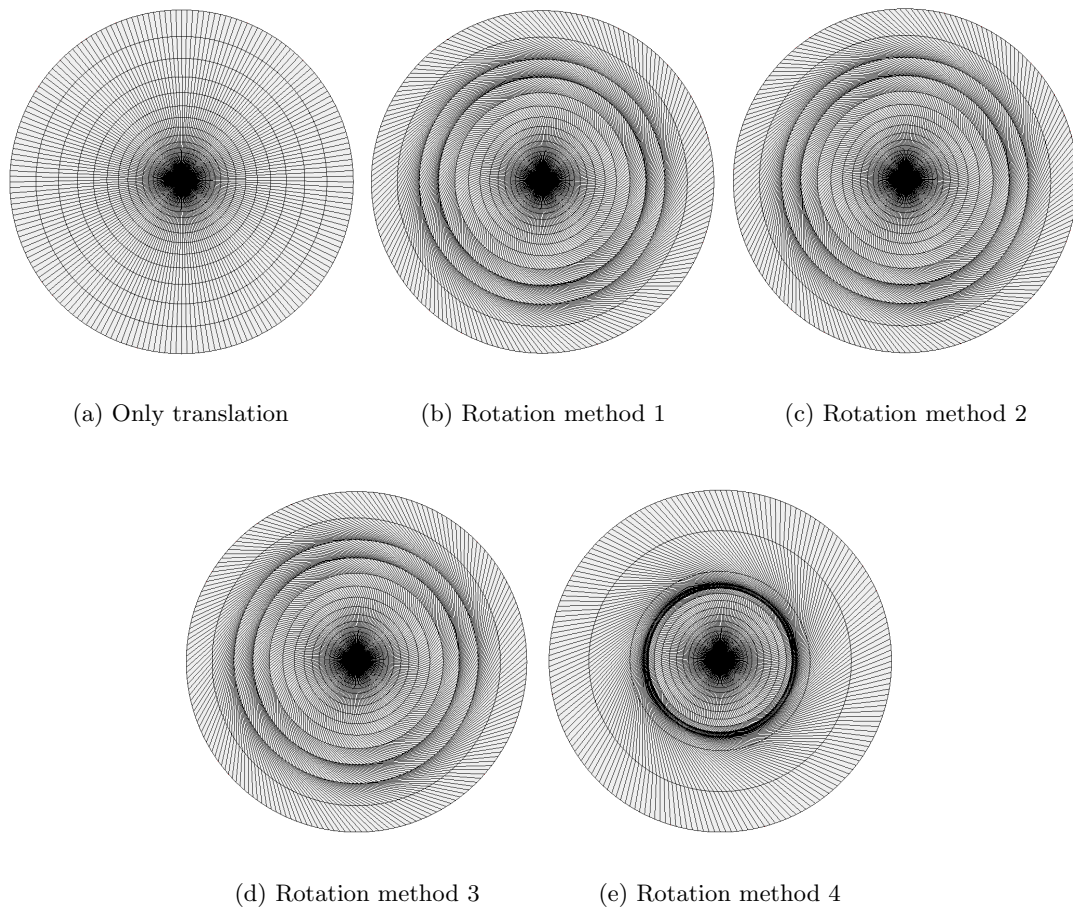 (a) Only translation
(b) Rotation method 1
(c) Rotation method 2
(d) Rotation method 3
(e) Rotation method 4